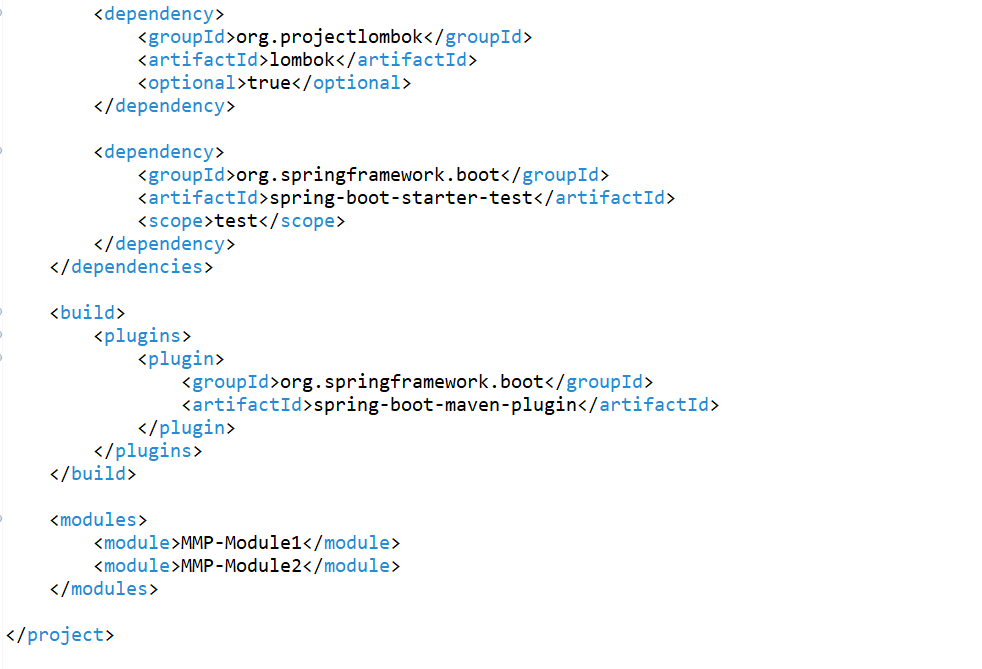 <dependency>
<groupId>org.projectlombok</groupId>
<artifactId>lombok</artifactId>
<optional>true</optional>
</dependency>
<dependency>
<groupId>org.springframework.boot</groupId>
<artifactId>spring-boot-starter-test</artifactId>
<scope>test</scope>
</dependency>
</dependencies>
<build>
<plugins>
<plugin>
<groupId>org.springframework.boot</groupId>
<artifactId>spring-boot-maven-plugin</artifactId>
</plugin>
</plugins>
</build>
<modules>
<module>MMP-Module1</module>
<module>MMP-Module2</module>
</modules>
</project>